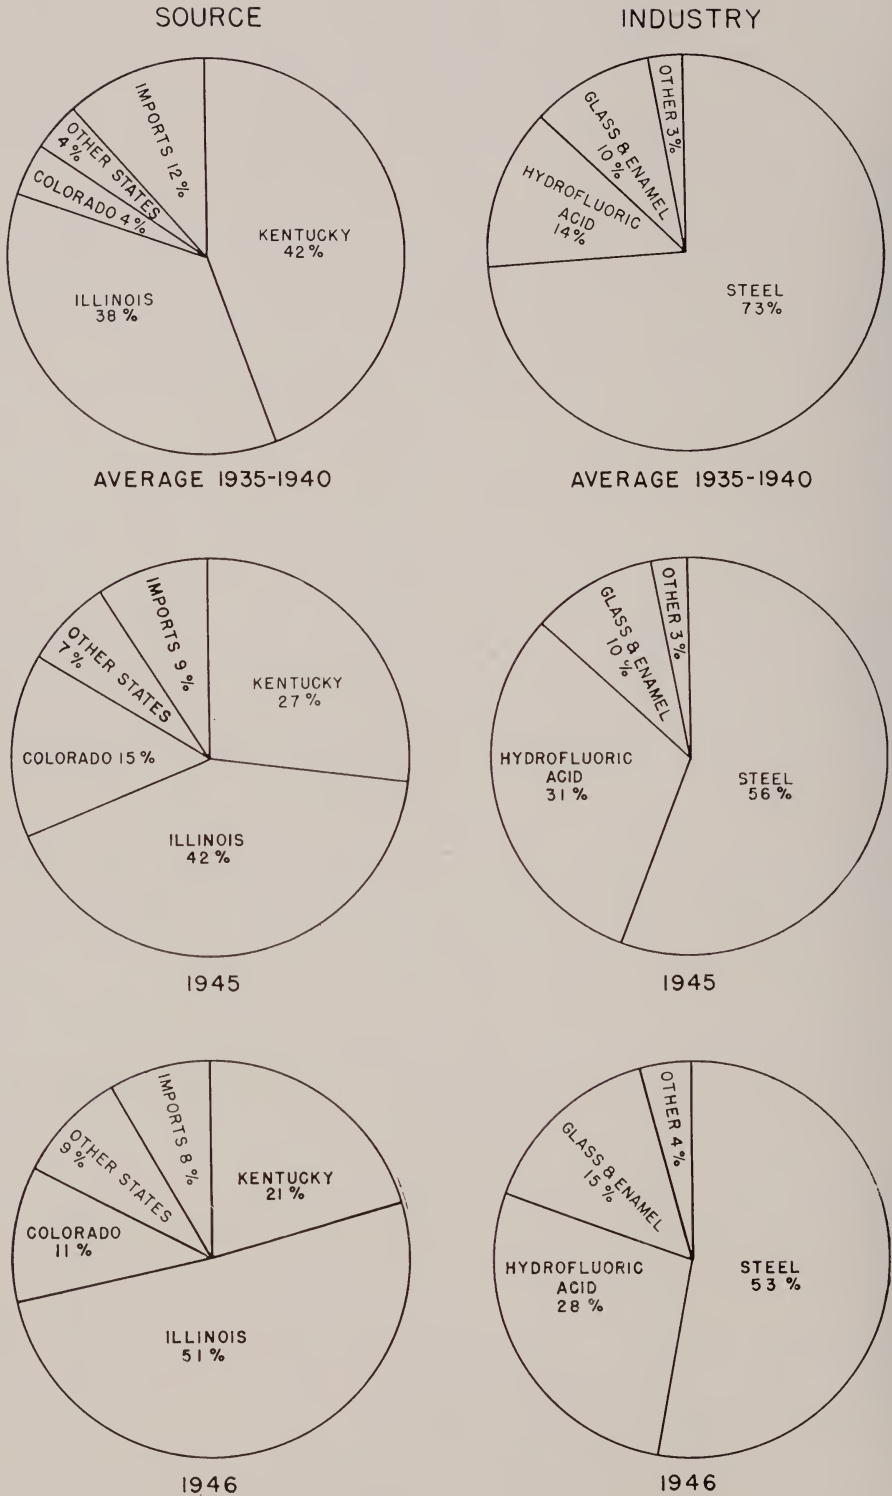 SOURCE
IMPORTS 12%
OTHER STATES
4%
COLORADO 4%
KENTUCKY
42%
ILLINOIS
38%
AVERAGE 1935-1940
INDUSTRY
OTHER 3%
GLASS & ENAMEL
10%
HYDROFLUORIC
ACID
14%
STEEL
73%
AVERAGE 1935-1940
IMPORTS 9%
OTHER STATES
7%
COLORADO 15%
KENTUCKY
27%
ILLINOIS
42%
1945
OTHER 3%
GLASS & ENAMEL
10%
HYDROFLUORIC
ACID
31%
STEEL
56%
1945
IMPORTS 8%
OTHER STATES
9%
COLORADO
11%
KENTUCKY
21%
ILLINOIS
51%
1946
OTHER 4%
GLASS & ENAMEL
15%
HYDROFLUORIC
ACID
28%
STEEL
53%
1946